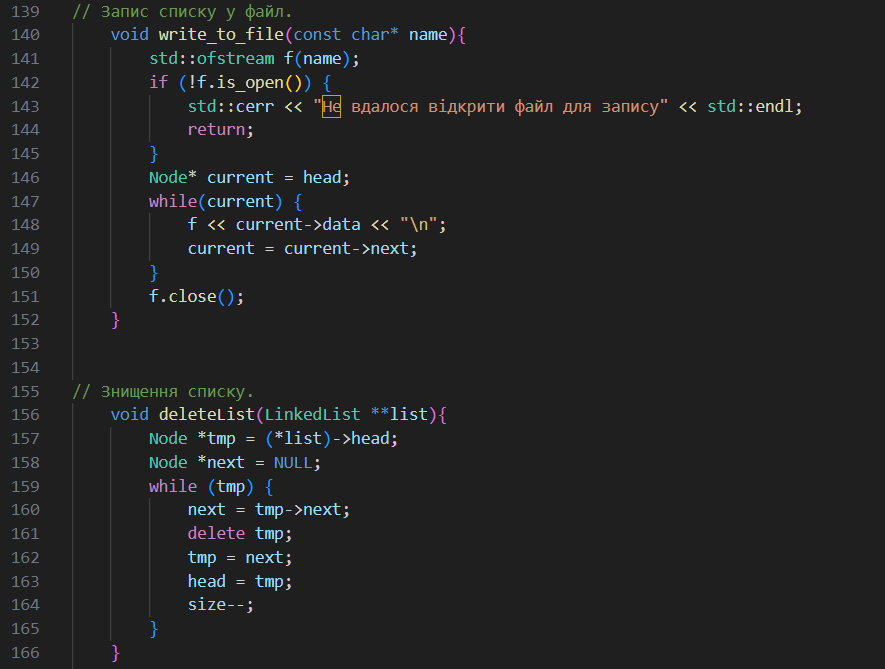 139 // Запис списку у файл.
140 void write_to_file(const char* name){
141 std::ofstream f(name);
142 if (!f.is_open()) {
143 std::cerr << "Не вдалося відкрити файл для запису" << std::endl;
144 return;
145 }
146 Node* current = head;
147 while(current) {
148 f << current->data << "\n";
149 current = current->next;
150 }
151 f.close();
152 }
153
154
155 // Знищення списку.
156 void deleteList(LinkedList **list){
157 Node *tmp = (*list)->head;
158 Node *next = NULL;
159 while (tmp) {
160 next = tmp->next;
161 delete tmp;
162 tmp = next;
163 head = tmp;
164 size--;
165 }
166 }